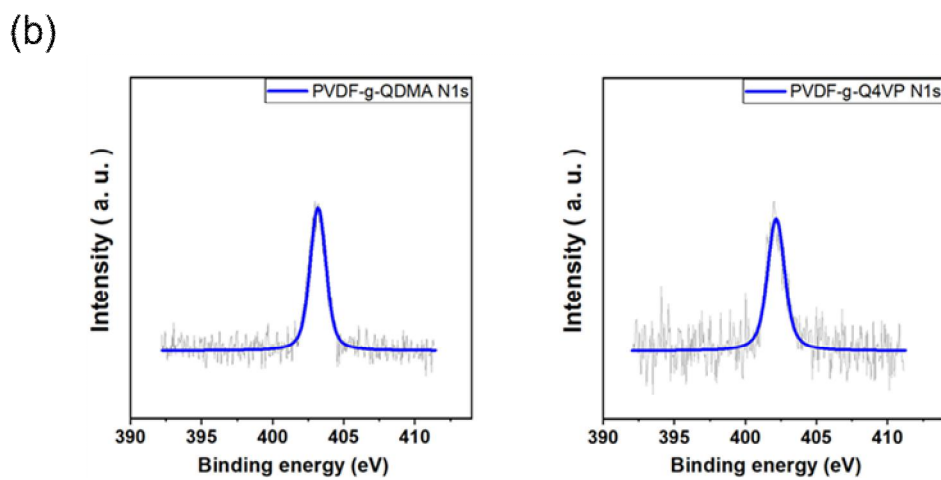 (b)
PVDF-g-QDMA N1s
Intensity ( a. u. )
390 395 400 405 410
Binding energy (eV)
PVDF-g-Q4VP N1s
Intensity ( a. u. )
390 395 400 405 410
Binding energy (eV)